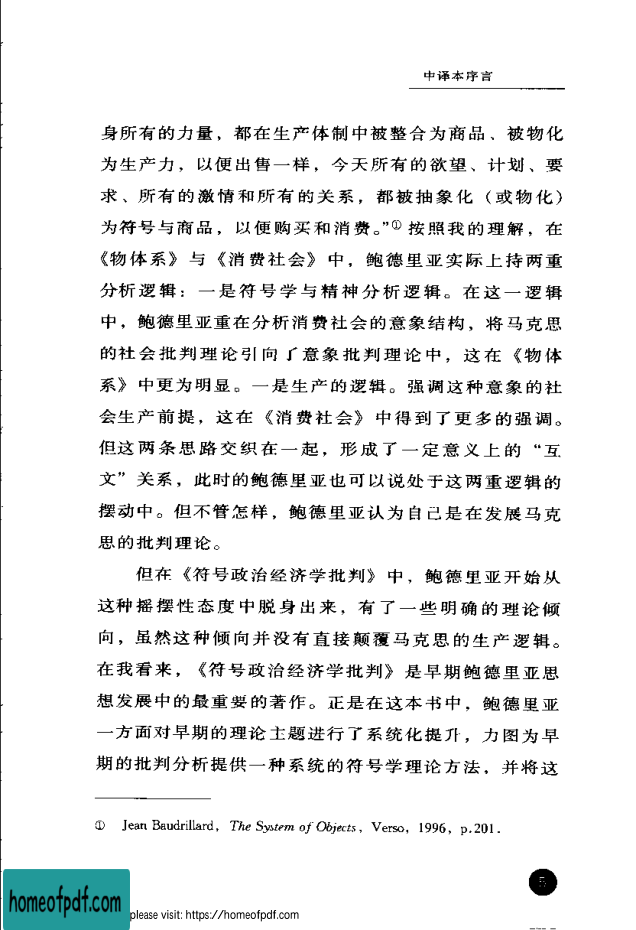 中译本序言
身所有的力量，都在生产体制中被整合为商品、被物化
为生产力，以便出售一样，今天所有的欲望、计划、要
求、所有的激情和所有的关系，都被抽象化（或物化）
为符号与商品，以便购买和消费。”① 按照我的理解，在
《物体系》与《消费社会》中，鲍德里亚实际上持两重
分析逻辑：一是符号学与精神分析逻辑。在这一逻辑
中，鲍德里亚重在分析消费社会的意象结构，将马克思
的社会批判理论引向了意象批判理论中，这在《物体
系》中更为明显。一是生产的逻辑。强调这种意象的社
会生产前提，这在《消费社会》中得到了更多的强调。
但这两条思路交织在一起，形成了一定意义上的“互
文”关系，此时的鲍德里亚也可以说处于这两重逻辑的
摆动中。但不管怎样，鲍德里亚认为自己是在发展马克
思的批判理论。
但在《符号政治经济学批判》中，鲍德里亚开始从
这种摇摆性态度中脱身出来，有了一些明确的理论倾
向，虽然这种倾向并没有直接颠覆马克思的生产逻辑。
在我看来，《符号政治经济学批判》是早期鲍德里亚思
想发展中的最重要的著作。正是在这本书中，鲍德里亚
一方面对早期的理论主题进行了系统化提升，力图为早
期的批判分析提供一种系统的符号学理论方法，并将这
① Jean Baudrillard, The System of Objects, Verso, 1996, p.201.
5
homeofpdf.com
please visit: https://homeofpdf.com